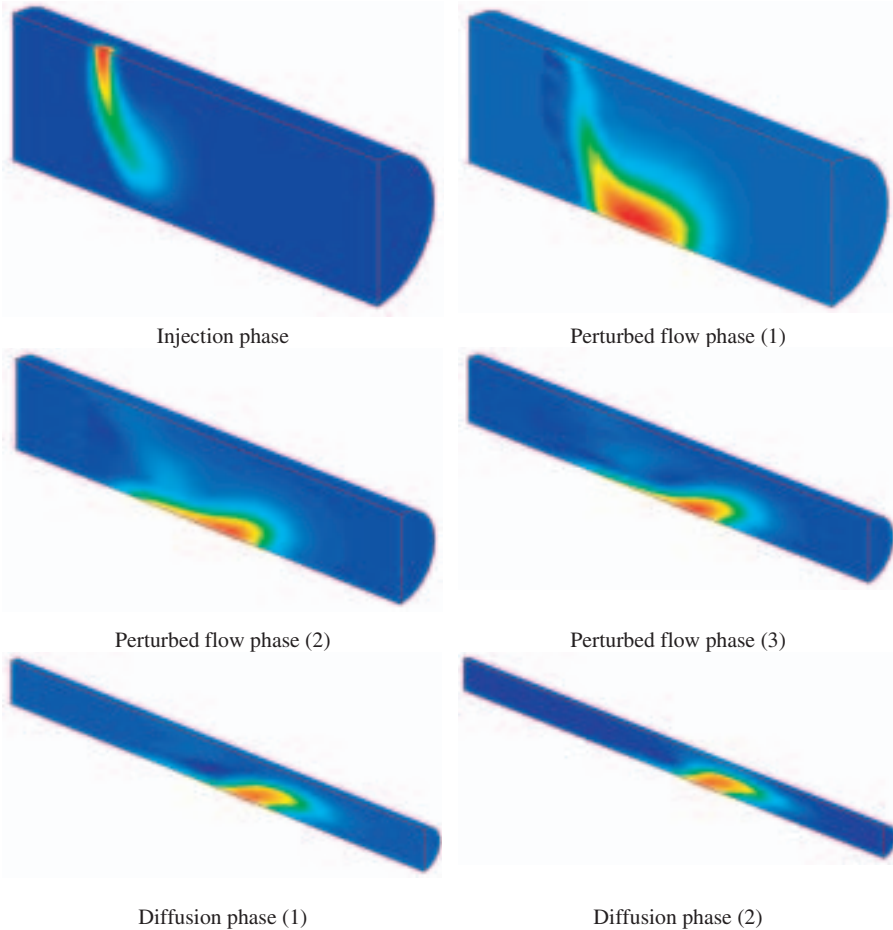 Injection phase
Perturbed flow phase (1)
Perturbed flow phase (2)
Perturbed flow phase (3)
Diffusion phase (1)
Diffusion phase (2)